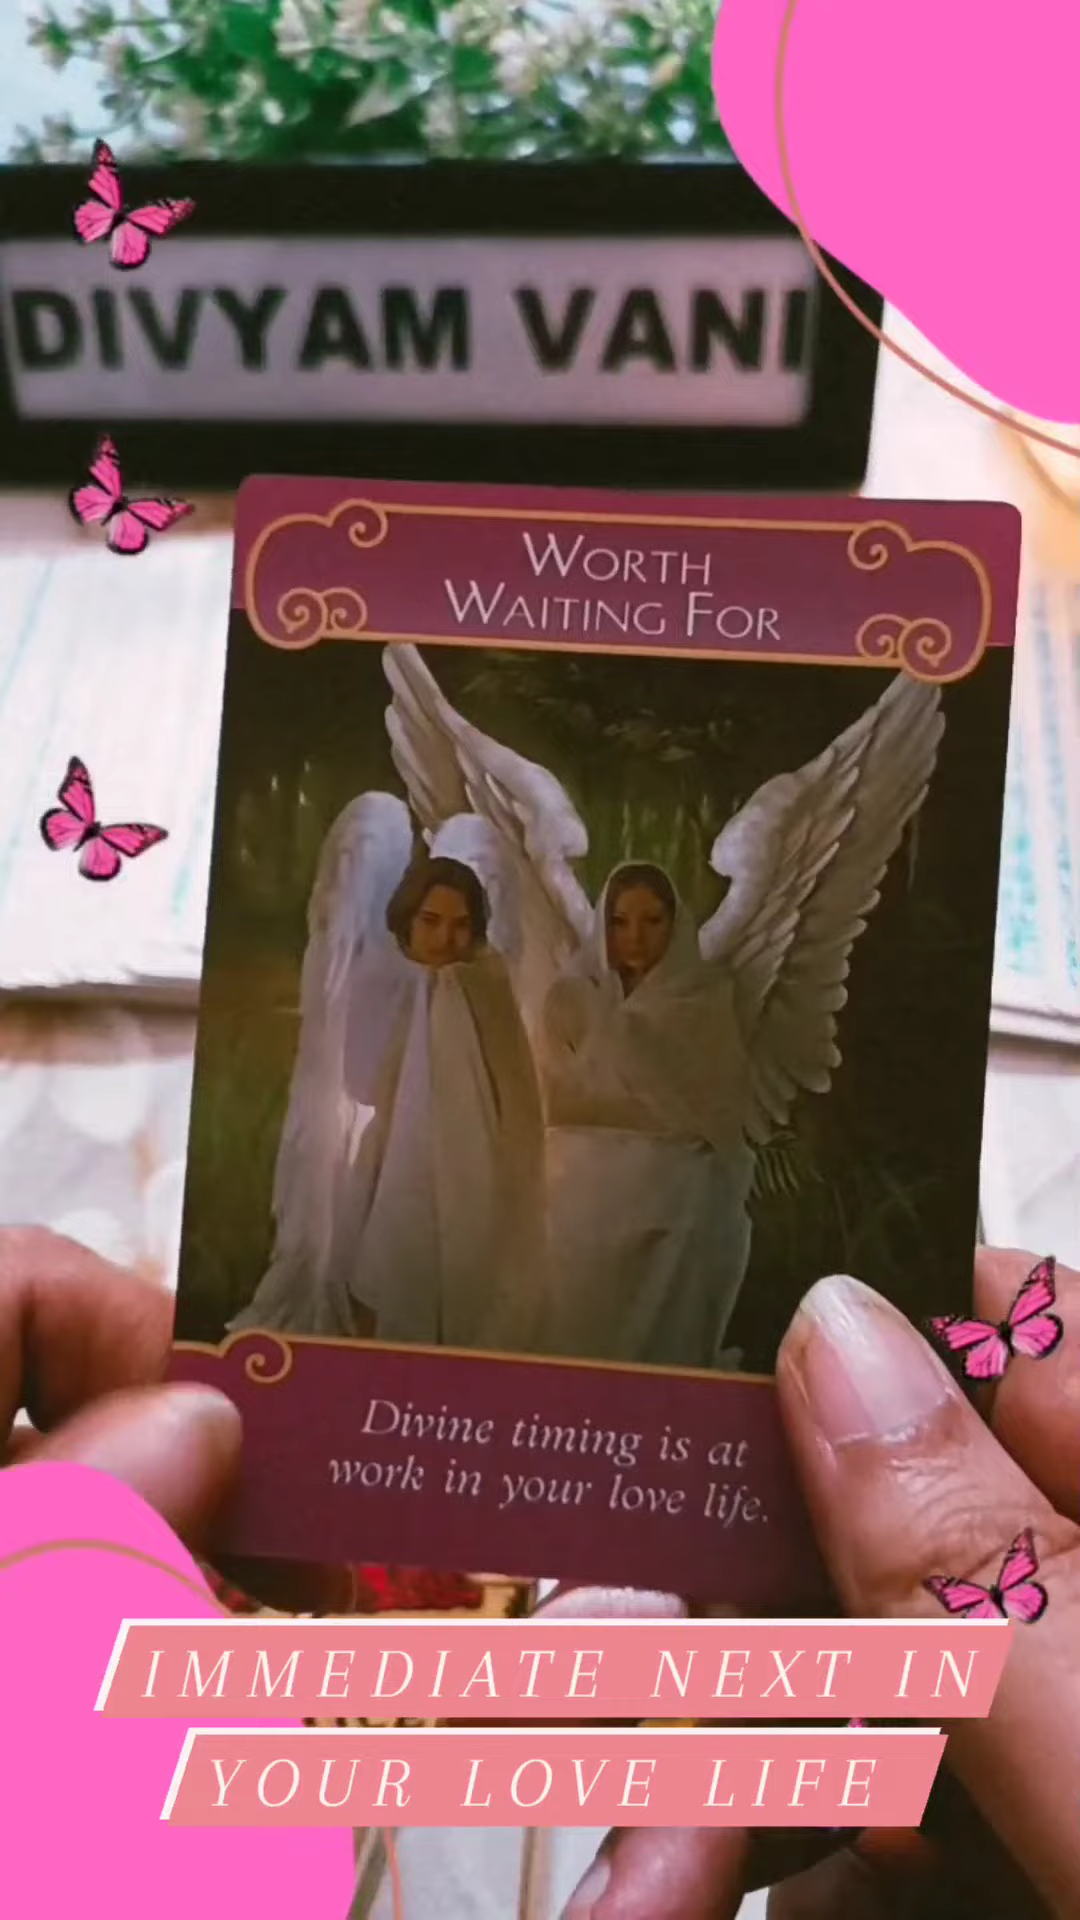 DIVYAM VANI
WORTH
WAITING FOR
Divine timing is at
work in your love life.
IMMEDIATE NEXT IN
YOUR LOVE LIFE